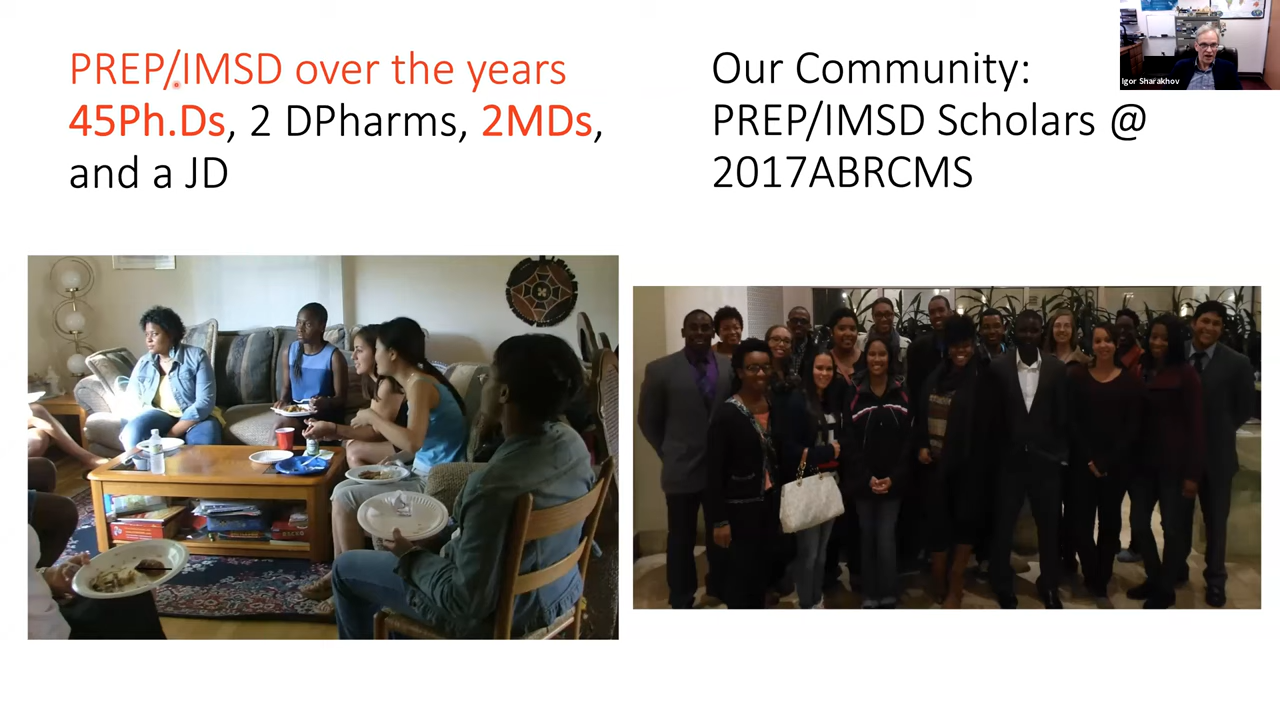 PREP/IMSD over the years
45Ph.Ds, 2 DPharms, 2MDs,
and a JD
Our Community:
PREP/IMSD Scholars @
2017ABRCMS
Igor Sharakhov